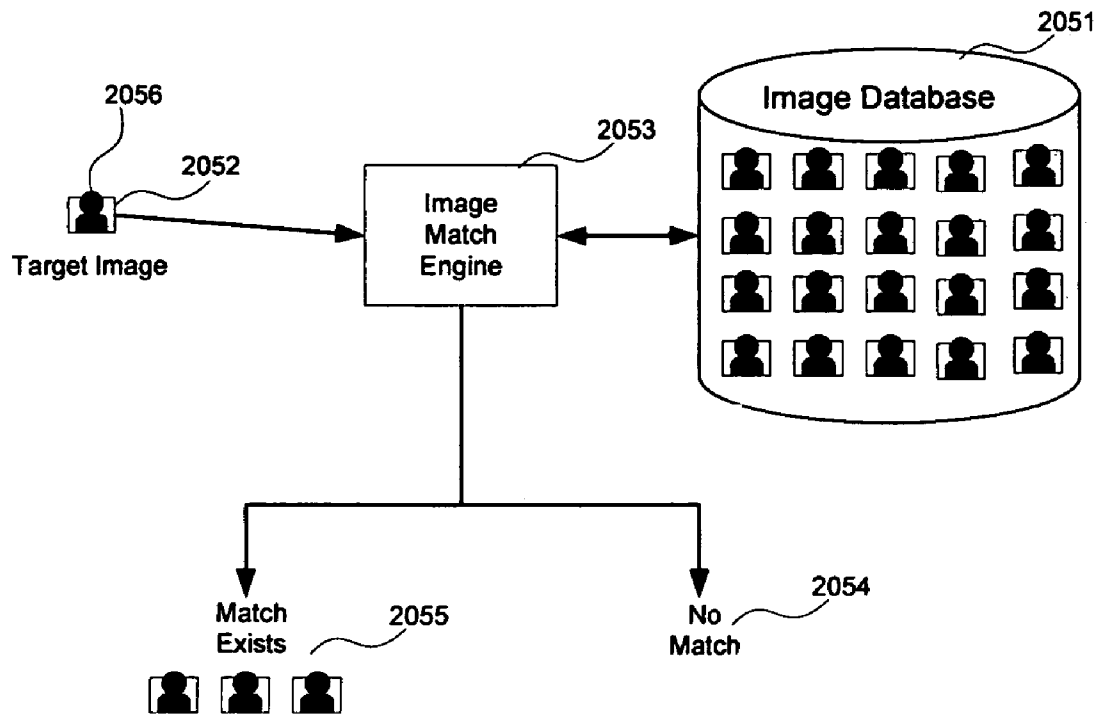 2051
Image Database
2056
2052
2053
Target Image
Image
Match
Engine
Match
Exists
2055
No
Match
2054